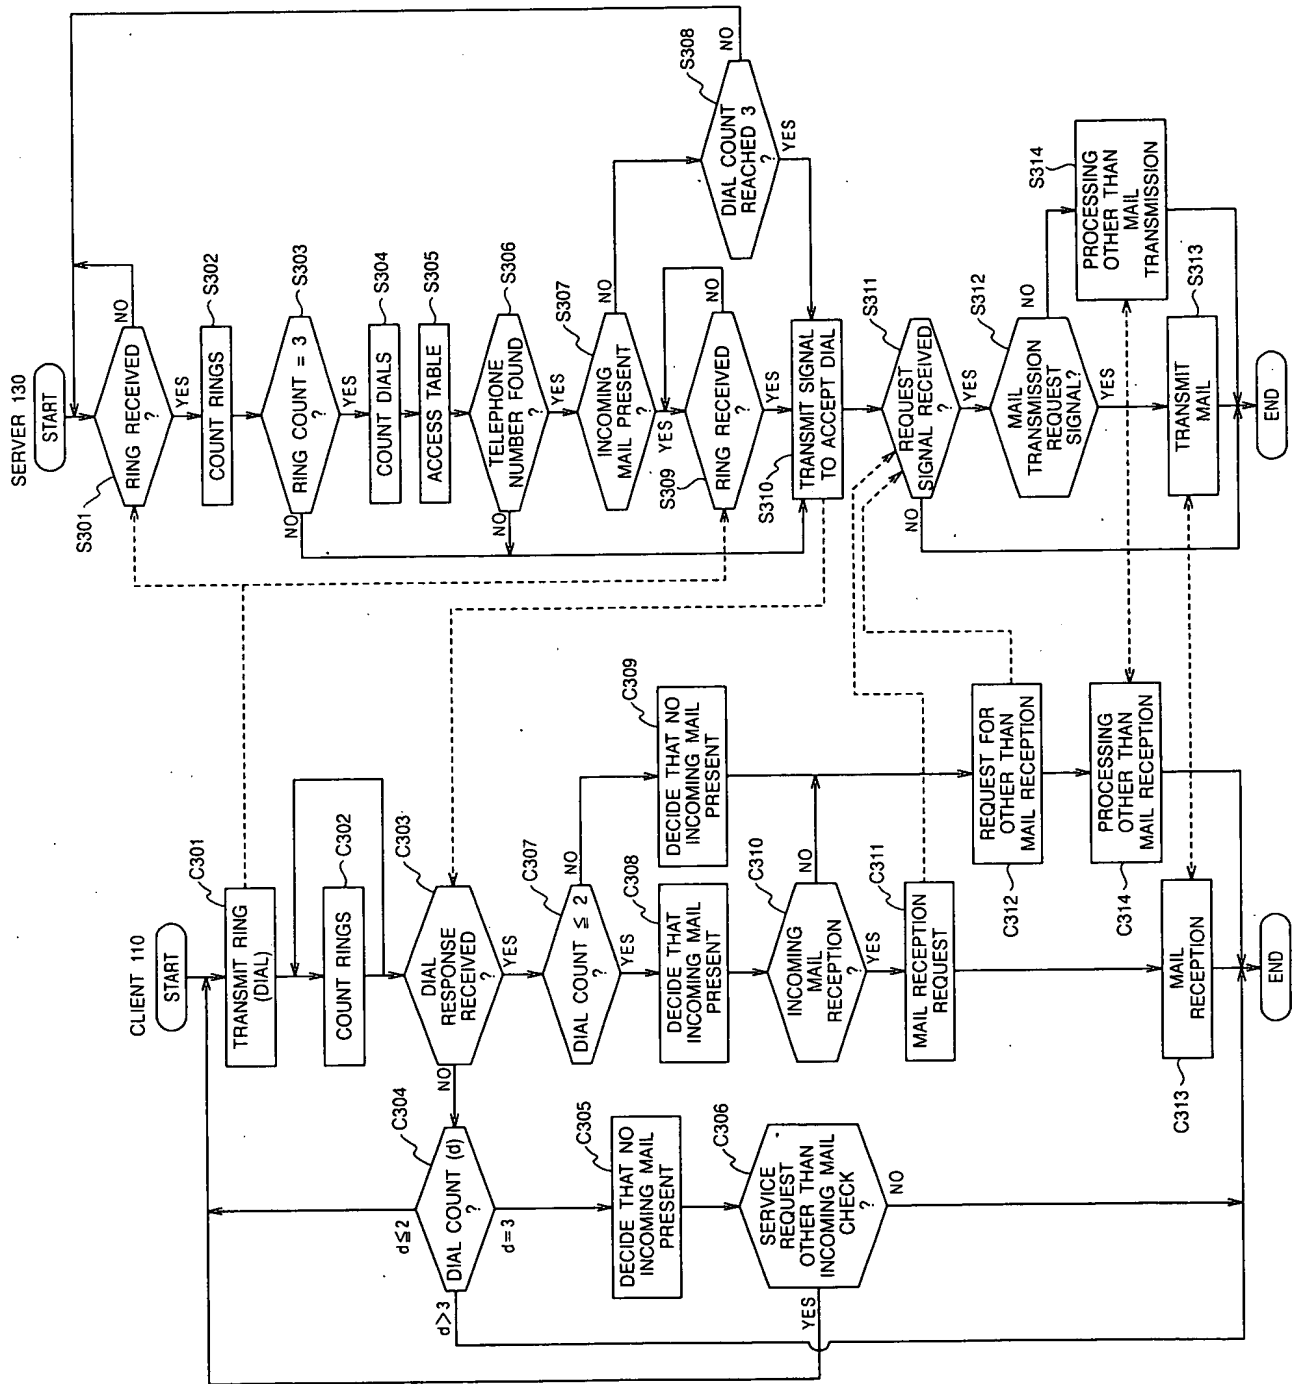 CLIENT 110
START
C301
TRANSMIT RING
(DIAL)
C302
COUNT RINGS
C303
DIAL
RESPONSE
RECEIVED
?
NO
YES
C304
DIAL COUNT (d)
?
d≦2
d=3
d>3
C305
DECIDE THAT NO
INCOMING MAIL
PRESENT
C306
SERVICE
REQUEST
OTHER THAN
INCOMING MAIL
CHECK
?
YES
NO
C307
DIAL COUNT ≦ 2
?
NO
YES
C308
DECIDE THAT
INCOMING MAIL
PRESENT
C309
DECIDE THAT NO
INCOMING MAIL
PRESENT
C310
INCOMING
MAIL
RECEPTION
?
NO
YES
C311
MAIL RECEPTION
REQUEST
C312
REQUEST FOR
OTHER THAN
MAIL RECEPTION
C314
PROCESSING
OTHER THAN
MAIL RECEPTION
C313
MAIL
RECEPTION
END
SERVER 130
START
S301
RING RECEIVED
?
NO
YES
S302
COUNT RINGS
S303
RING COUNT = 3
?
NO
YES
S304
COUNT DIALS
S305
ACCESS TABLE
S306
TELEPHONE
NUMBER FOUND
?
NO
YES
S307
INCOMING
MAIL PRESENT
?
NO
YES
S308
DIAL COUNT
REACHED 3
?
NO
YES
S309
RING RECEIVED
?
NO
YES
S310
TRANSMIT SIGNAL
TO ACCEPT DIAL
S311
REQUEST
SIGNAL RECEIVED
?
NO
YES
S312
MAIL
TRANSMISSION
REQUEST
SIGNAL?
NO
YES
S314
PROCESSING
OTHER THAN
MAIL
TRANSMISSION
S313
TRANSMIT
MAIL
END